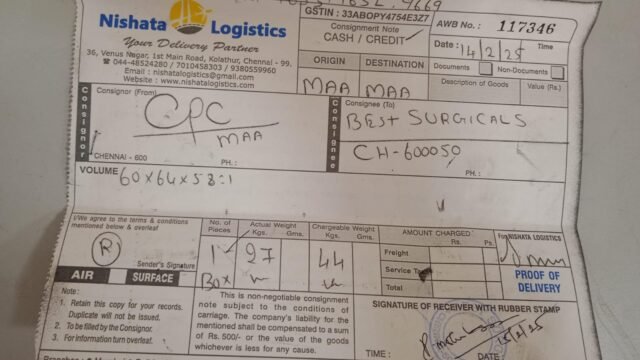 Nishata Logistics
Your Delivery Partner
36, Venus Nagar, 1st Main Road, Kolathur, Chennai - 99.
☎ 044-48524280 / 7010458303 / 9380559960
Email : nishatalogistics@gmail.com
Website : nishatalogistics.com
GSTIN : 33ABOPY4754E3Z7
Consignment Note
CASH / CREDIT
AWB No. : 117346
Date : 14/2/25 Time
ORIGIN DESTINATION
MAA MAA
Documents Non-Documents
Description of Goods Value (Rs.)
Consignor
Consignor (From)
CPC
MAA
CHENNAI - 600 PH. :
Consignee
Consignee (To)
BEST SURGICALS
CH-600050
PH. :
VOLUME
60x64x58:1
I/We agree to the terms & conditions
mentioned below & overleaf
R
Sender's Signature
AIR SURFACE
No. of Pieces
1
Box
Actual Weight
Kgs. Gms.
Chargeable Weight
Kgs. Gms.
44
AMOUNT CHARGED
Rs. Ps.
Freight
Service Tax
Total
For NISHATA LOGISTICS
PROOF OF
DELIVERY
Note :
1. Retain this copy for your records.
Duplicate will not be issued.
2. To be filled by the Consignor.
3. For information turn overleaf.
This is non-negotiable consignment
note subject to the conditions of
carriage. The company's liability for the
mentioned shall be compensated to a sum
of Rs. 500/- or the value of the goods
whichever is less for any cause.
SIGNATURE OF RECEIVER WITH RUBBER STAMP
15/2/25
TIME : DATE :